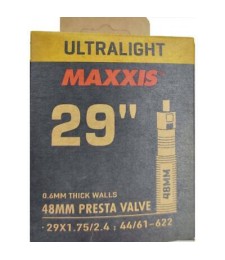 ULTRALIGHT
MAXXIS
29"
48MM
0.6MM THICK WALLS
48MM PRESTA VALVE
29X1.75/2.4 ; 44/61-622